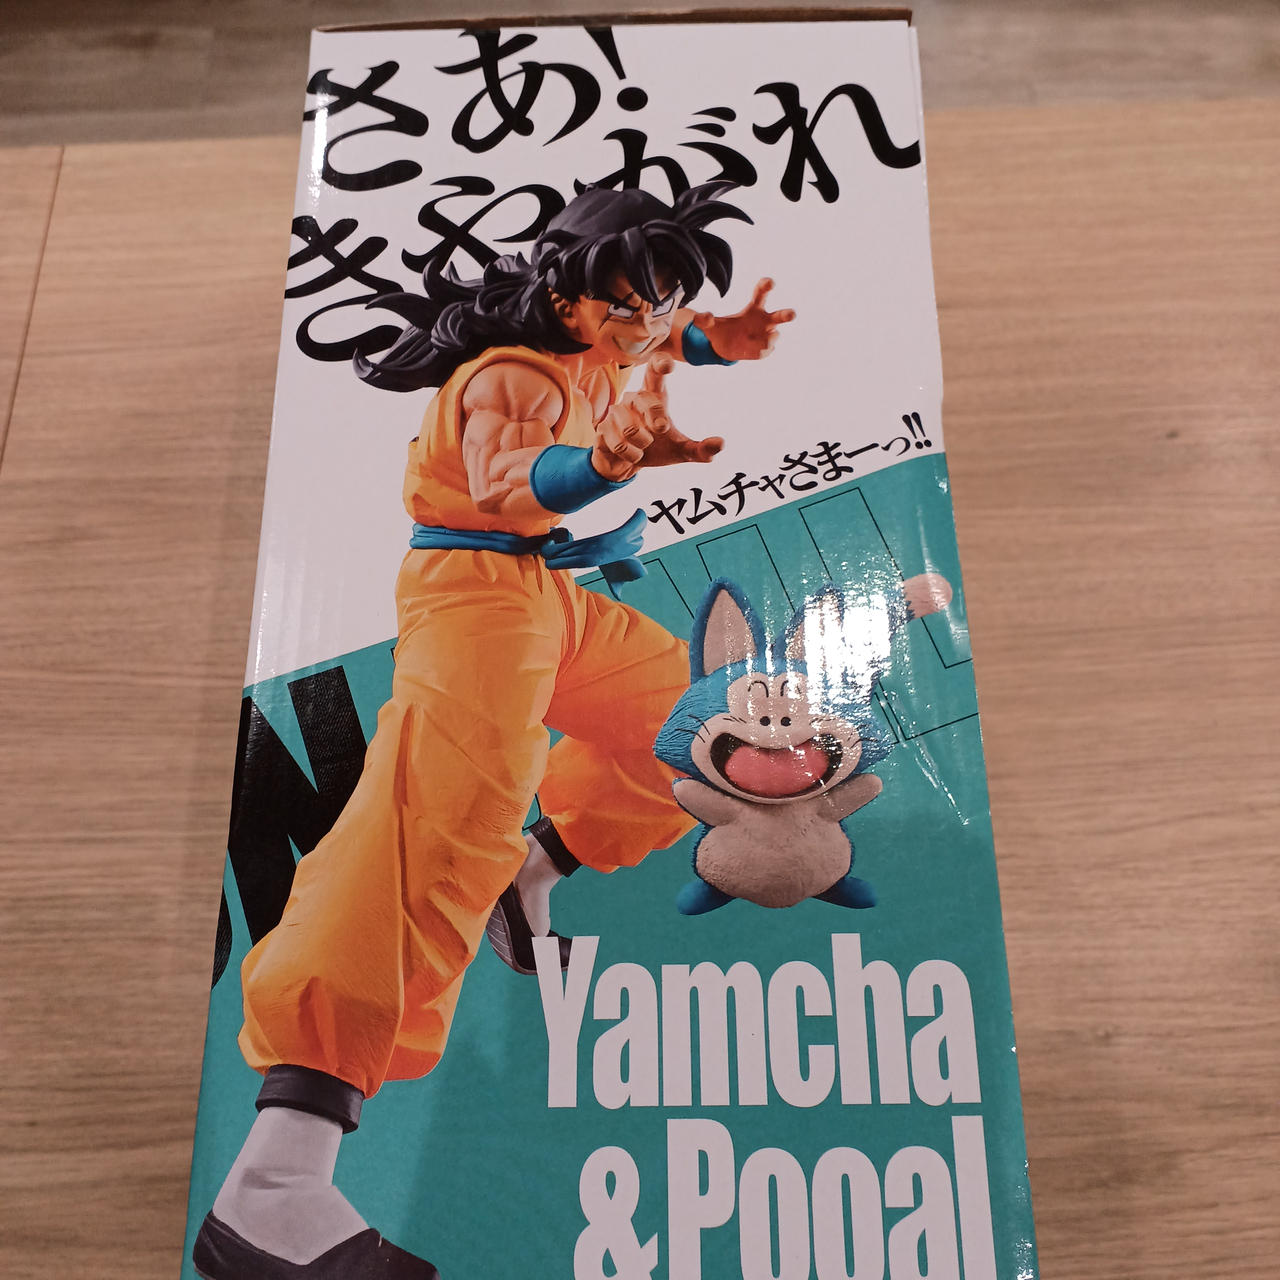 さあ!
きやがれ
ヤムチャさまーっ!!
Yamcha
& Pooal